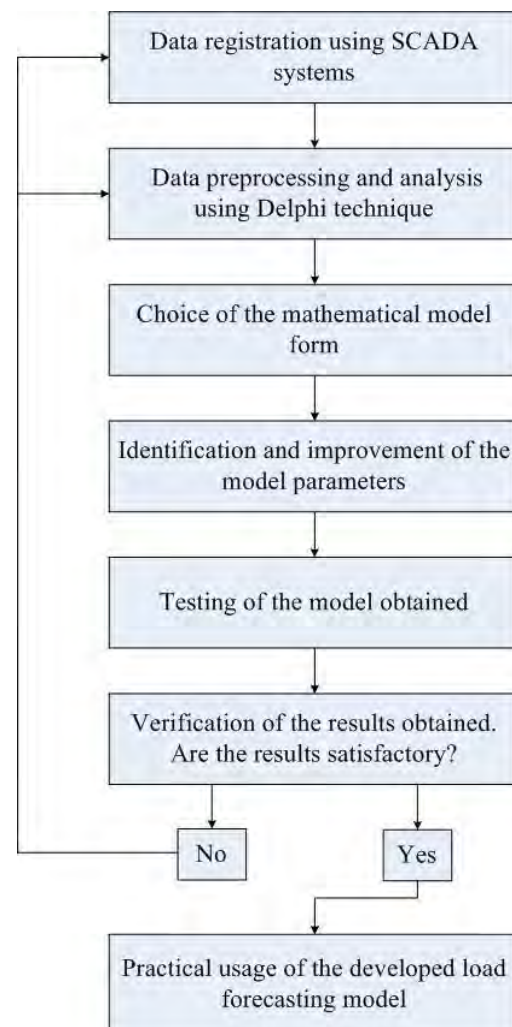 Data registration using SCADA
systems
Data preprocessing and analysis
using Delphi technique
Choice of the mathematical model
form
Identification and improvement of the
model parameters
Testing of the model obtained
Verification of the results obtained.
Are the results satisfactory?
No
Yes
Practical usage of the developed load
forecasting model